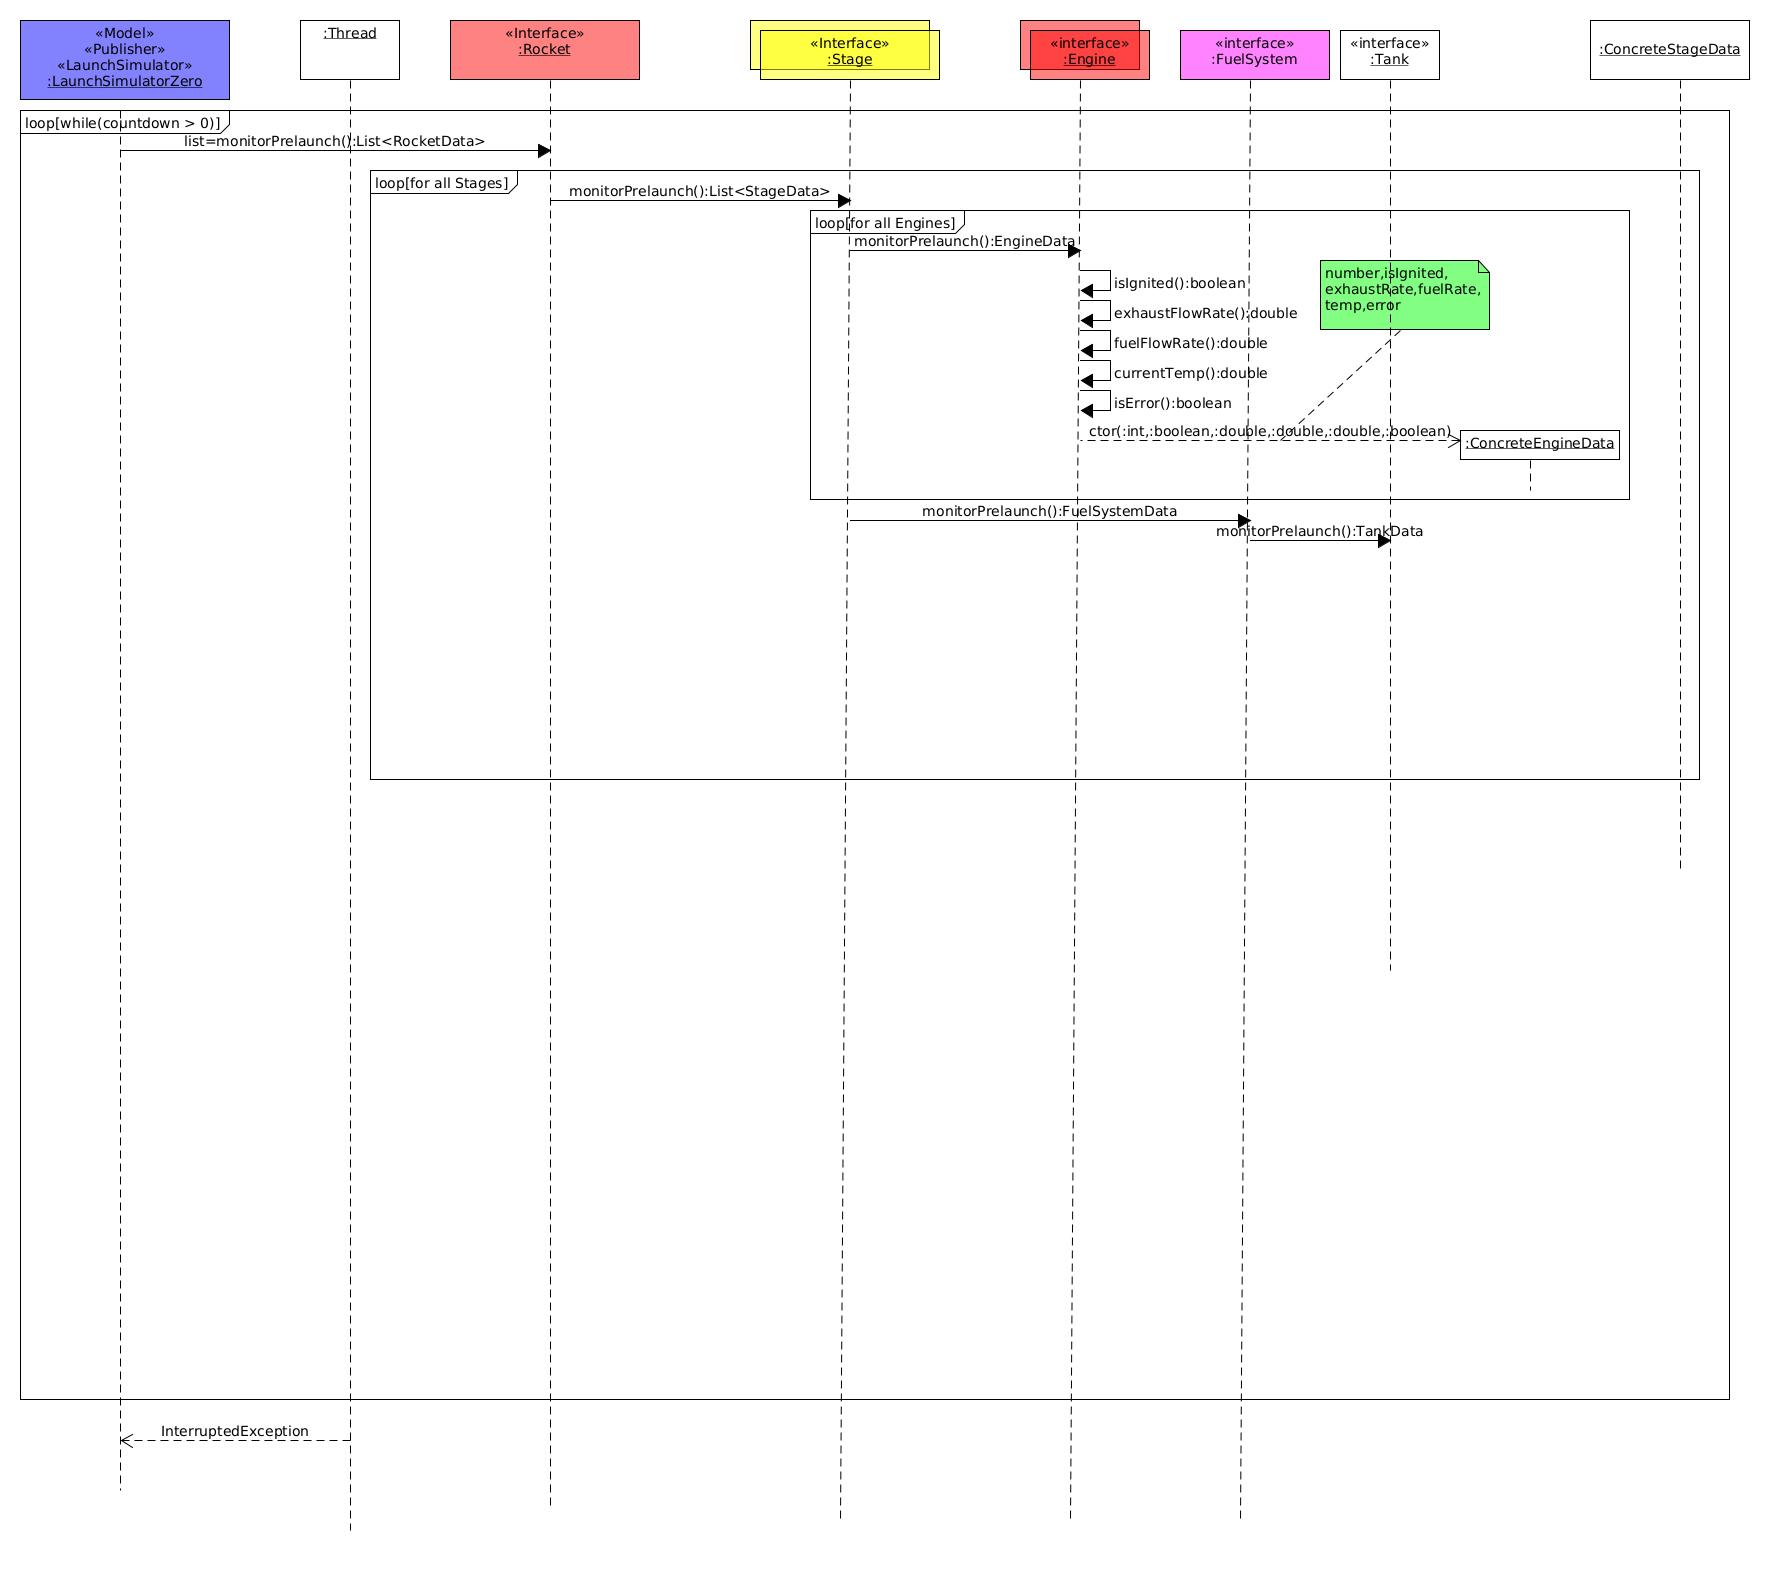 «Model»
«Publisher»
«LaunchSimulator»
:LaunchSimulatorZero
:Thread
«Interface»
:Rocket
«Interface»
:Stage
«interface»
:Engine
«interface»
:FuelSystem
«interface»
:Tank
:ConcreteStageData
loop[while(countdown > 0)]
list=monitorPrelaunch():List<RocketData>
loop[for all Stages]
monitorPrelaunch():List<StageData>
loop[for all Engines]
monitorPrelaunch():EngineData
isIgnited():boolean
exhaustFlowRate():double
fuelFlowRate():double
currentTemp():double
isError():boolean
number,isIgnited,
exhaustRate,fuelRate,
temp,error
ctor(:int,:boolean,:double,:double,:double,:boolean)
:ConcreteEngineData
monitorPrelaunch():FuelSystemData
monitorPrelaunch():TankData
InterruptedException